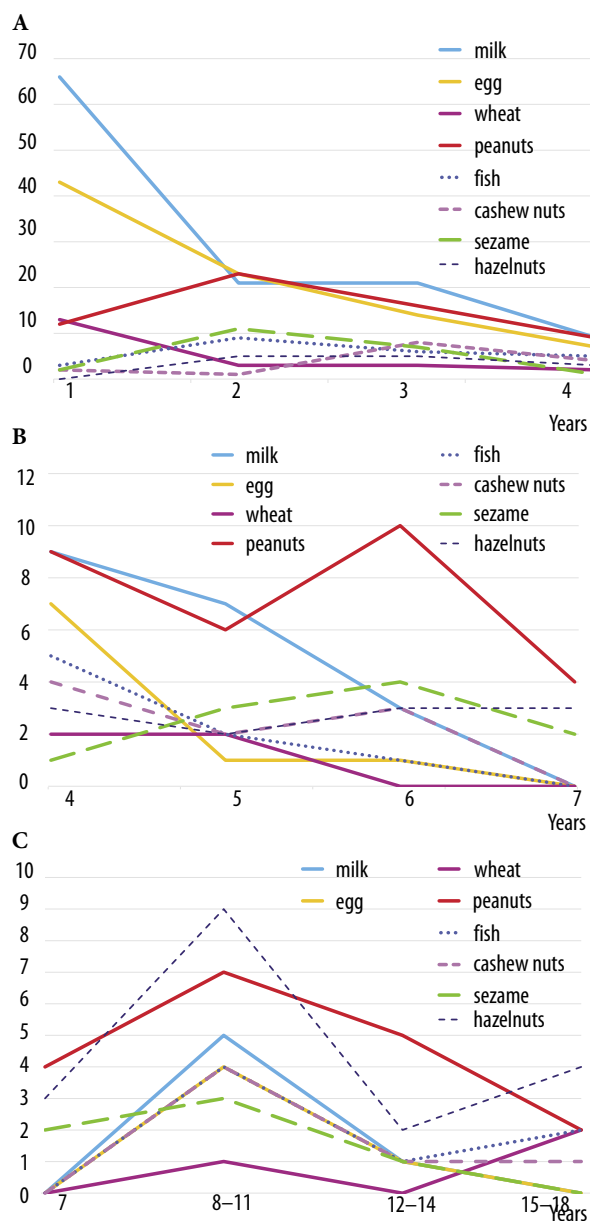 A
70
60
50
40
30
20
10
0
milk
egg
wheat
peanuts
fish
cashew nuts
sezame
hazelnuts
1 2 3 4
Years
B
12
10
8
6
4
2
0
milk
egg
wheat
peanuts
fish
cashew nuts
sezame
hazelnuts
4 5 6 7
Years
C
10
9
8
7
6
5
4
3
2
1
0
milk
egg
wheat
peanuts
fish
cashew nuts
sezame
hazelnuts
7 8–11 12–14 15–18
Years